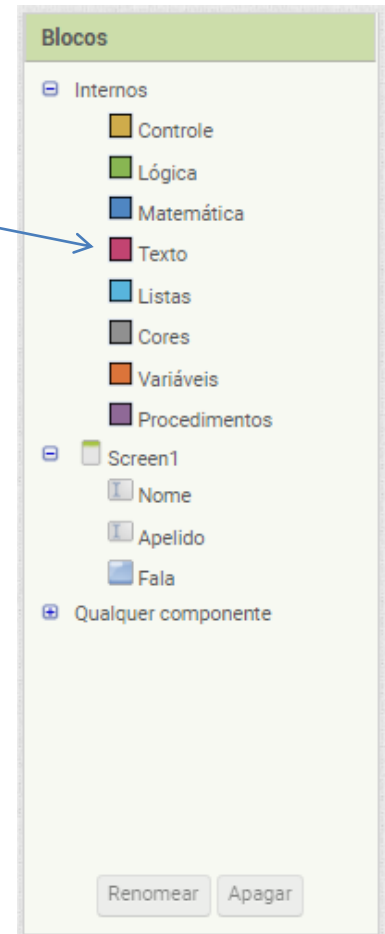 Blocos
Internos
Controle
Lógica
Matemática
Texto
Listas
Cores
Variáveis
Procedimentos
Screen1
Nome
Apelido
Fala
Qualquer componente
Renomear Apagar